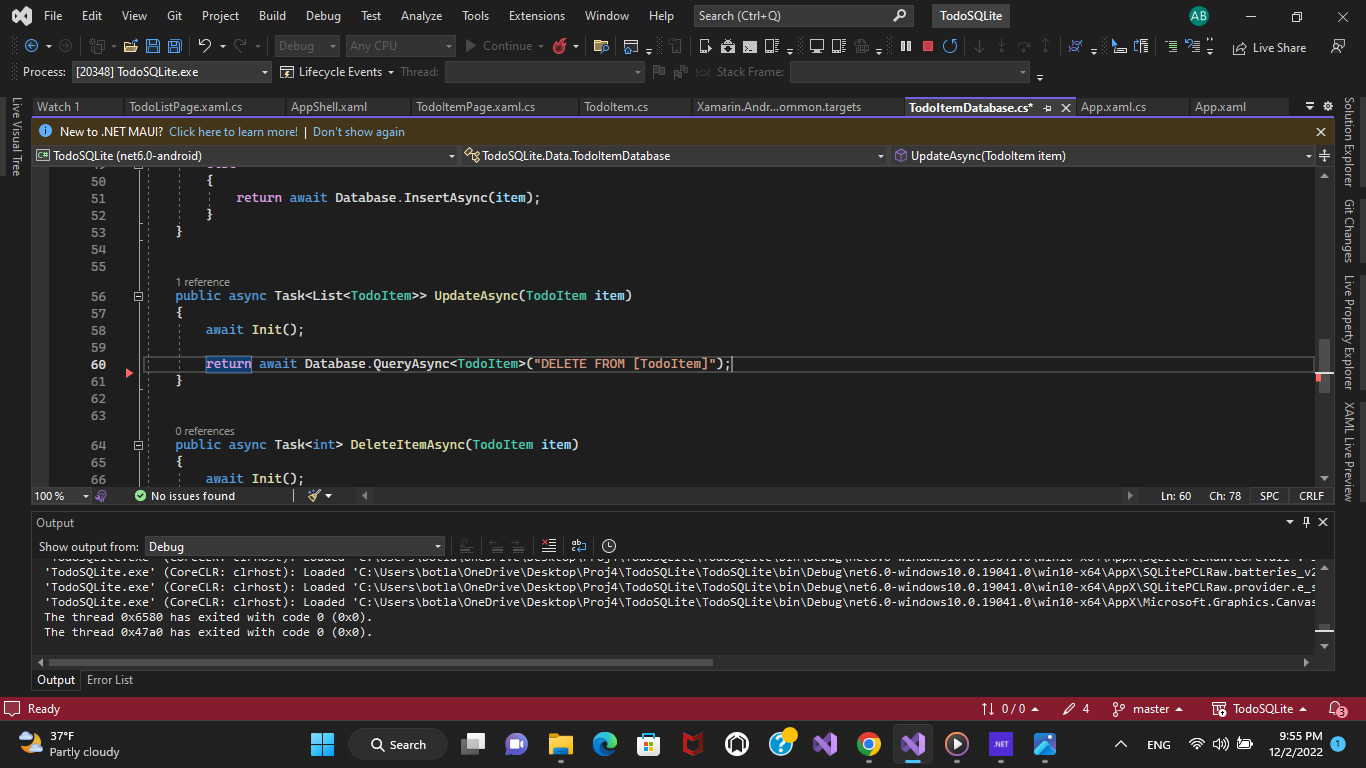 File Edit View Git Project Build Debug Test Analyze Tools Extensions Window Help Search (Ctrl+Q) TodoSQLite AB
Debug Any CPU Continue Live Share
Process: [20348] TodoSQLite.exe Lifecycle Events Thread: Stack Frame:
Live Visual Tree
Watch 1 TodoListPage.xaml.cs AppShell.xaml TodoItemPage.xaml.cs TodoItem.cs Xamarin.Andr...ommon.targets TodoItemDatabase.cs* App.xaml.cs App.xaml
New to .NET MAUI? Click here to learn more! | Don't show again
C# TodoSQLite (net6.0-android) TodoSQLite.Data.TodoItemDatabase UpdateAsync(TodoItem item)
50 {
51 return await Database.InsertAsync(item);
52 }
53 }
54
55
1 reference
56 public async Task<List<TodoItem>> UpdateAsync(TodoItem item)
57 {
58 await Init();
59
60 return await Database.QueryAsync<TodoItem>("DELETE FROM [TodoItem]");
61 }
62
63
0 references
64 public async Task<int> DeleteItemAsync(TodoItem item)
65 {
66 await Init();
100 % No issues found Ln: 60 Ch: 78 SPC CRLF
Solution Explorer
Git Changes
Live Property Explorer
XAML Live Preview
Output
Show output from: Debug
'TodoSQLite.exe' (CoreCLR: clrhost): Loaded 'C:\Users\botla\OneDrive\Desktop\Proj4\TodoSQLite\TodoSQLite\bin\Debug\net6.0-windows10.0.19041.0\win10-x64\AppX\SQLitePCLRaw.batteries_v2
'TodoSQLite.exe' (CoreCLR: clrhost): Loaded 'C:\Users\botla\OneDrive\Desktop\Proj4\TodoSQLite\TodoSQLite\bin\Debug\net6.0-windows10.0.19041.0\win10-x64\AppX\SQLitePCLRaw.provider.e_s
'TodoSQLite.exe' (CoreCLR: clrhost): Loaded 'C:\Users\botla\OneDrive\Desktop\Proj4\TodoSQLite\TodoSQLite\bin\Debug\net6.0-windows10.0.19041.0\win10-x64\AppX\Microsoft.Graphics.Canvas
The thread 0x6580 has exited with code 0 (0x0).
The thread 0x47a0 has exited with code 0 (0x0).
Output Error List
Ready 0 / 0 4 master TodoSQLite 3
37°F
Partly cloudy
Search
.NET
ENG
9:55 PM
12/2/2022
1